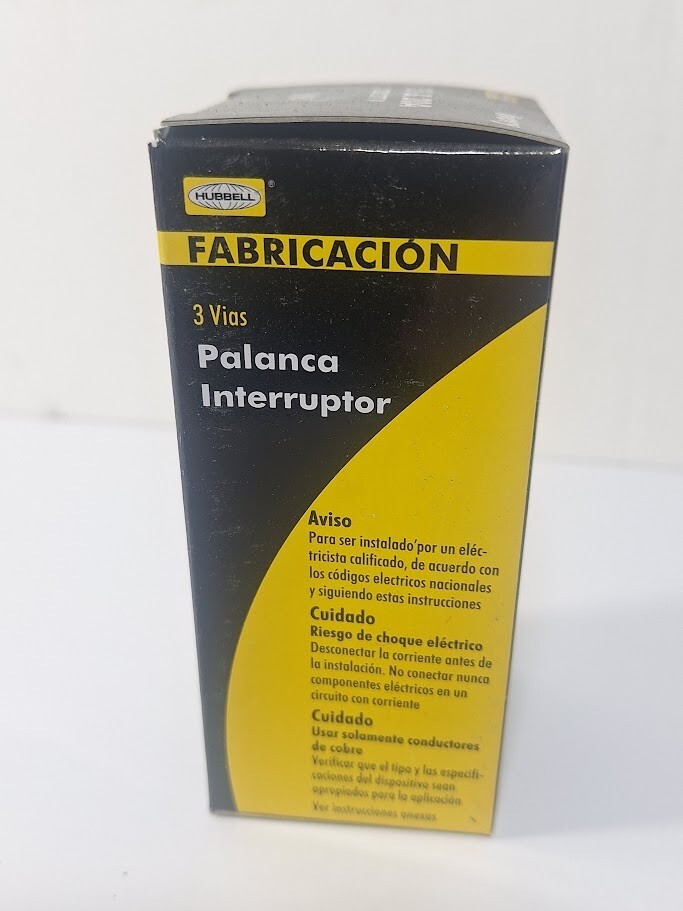 HUBBELL
®
FABRICACIÓN
3 Vias
Palanca
Interruptor
Aviso
Para ser instalado por un eléc-
tricista calificado, de acuerdo con
los códigos electricos nacionales
y siguiendo estas instrucciones
Cuidado
Riesgo de choque eléctrico
Desconectar la corriente antes de
la instalación. No conectar nunca
componentes eléctricos en un
circuito con corriente
Cuidado
Usar solamente conductores
de cobre
Verificar que el tipo y las especifi-
caciones del dispositivo sean
apropiados para la aplicación
Ver instrucciones anexas